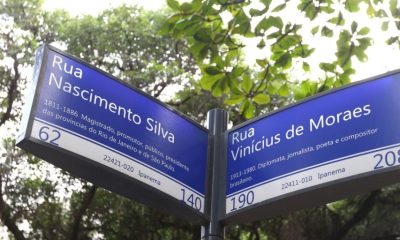 Rua
Nascimento Silva
1811-1886. Magistrado, promotor, público, presidente
das províncias do Rio de Janeiro e de São Paulo.
62 22421-020 Ipanema 140
Rua
Vinícius de Moraes
1913-1980. Diplomata, jornalista, poeta e compositor
brasileiro.
190 22411-010 Ipanema 208